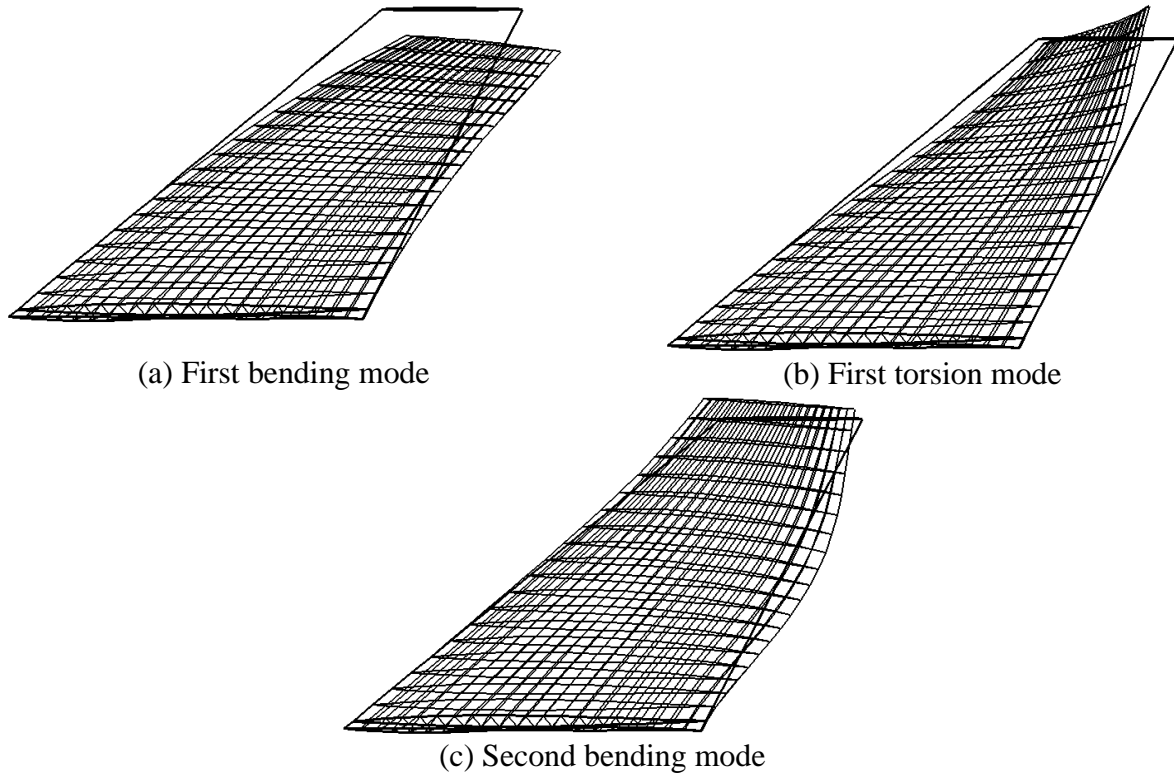 (a) First bending mode
(b) First torsion mode
(c) Second bending mode